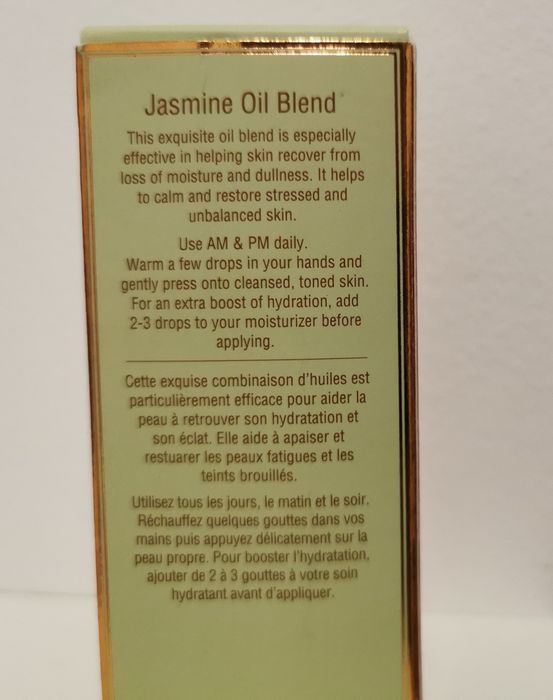 Jasmine Oil Blend
This exquisite oil blend is especially
effective in helping skin recover from
loss of moisture and dullness. It helps
to calm and restore stressed and
unbalanced skin.
Use AM & PM daily.
Warm a few drops in your hands and
gently press onto cleansed, toned skin.
For an extra boost of hydration, add
2-3 drops to your moisturizer before
applying.
Cette exquise combinaison d'huiles est
particulièrement efficace pour aider la
peau à retrouver son hydratation et
son éclat. Elle aide à apaiser et
restuarer les peaux fatigues et les
teints brouillés.
Utilisez tous les jours, le matin et le soir.
Réchauffez quelques gouttes dans vos
mains puis appuyez délicatement sur la
peau propre. Pour booster l'hydratation,
ajouter de 2 à 3 gouttes à votre soin
hydratant avant d'appliquer.